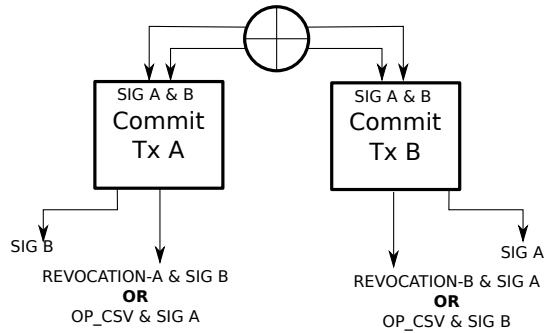 SIG A & B
Commit
Tx A
SIG A & B
Commit
Tx B
SIG B
REVOCATION-A & SIG B
OR
OP_CSV & SIG A
SIG A
REVOCATION-B & SIG A
OR
OP_CSV & SIG B